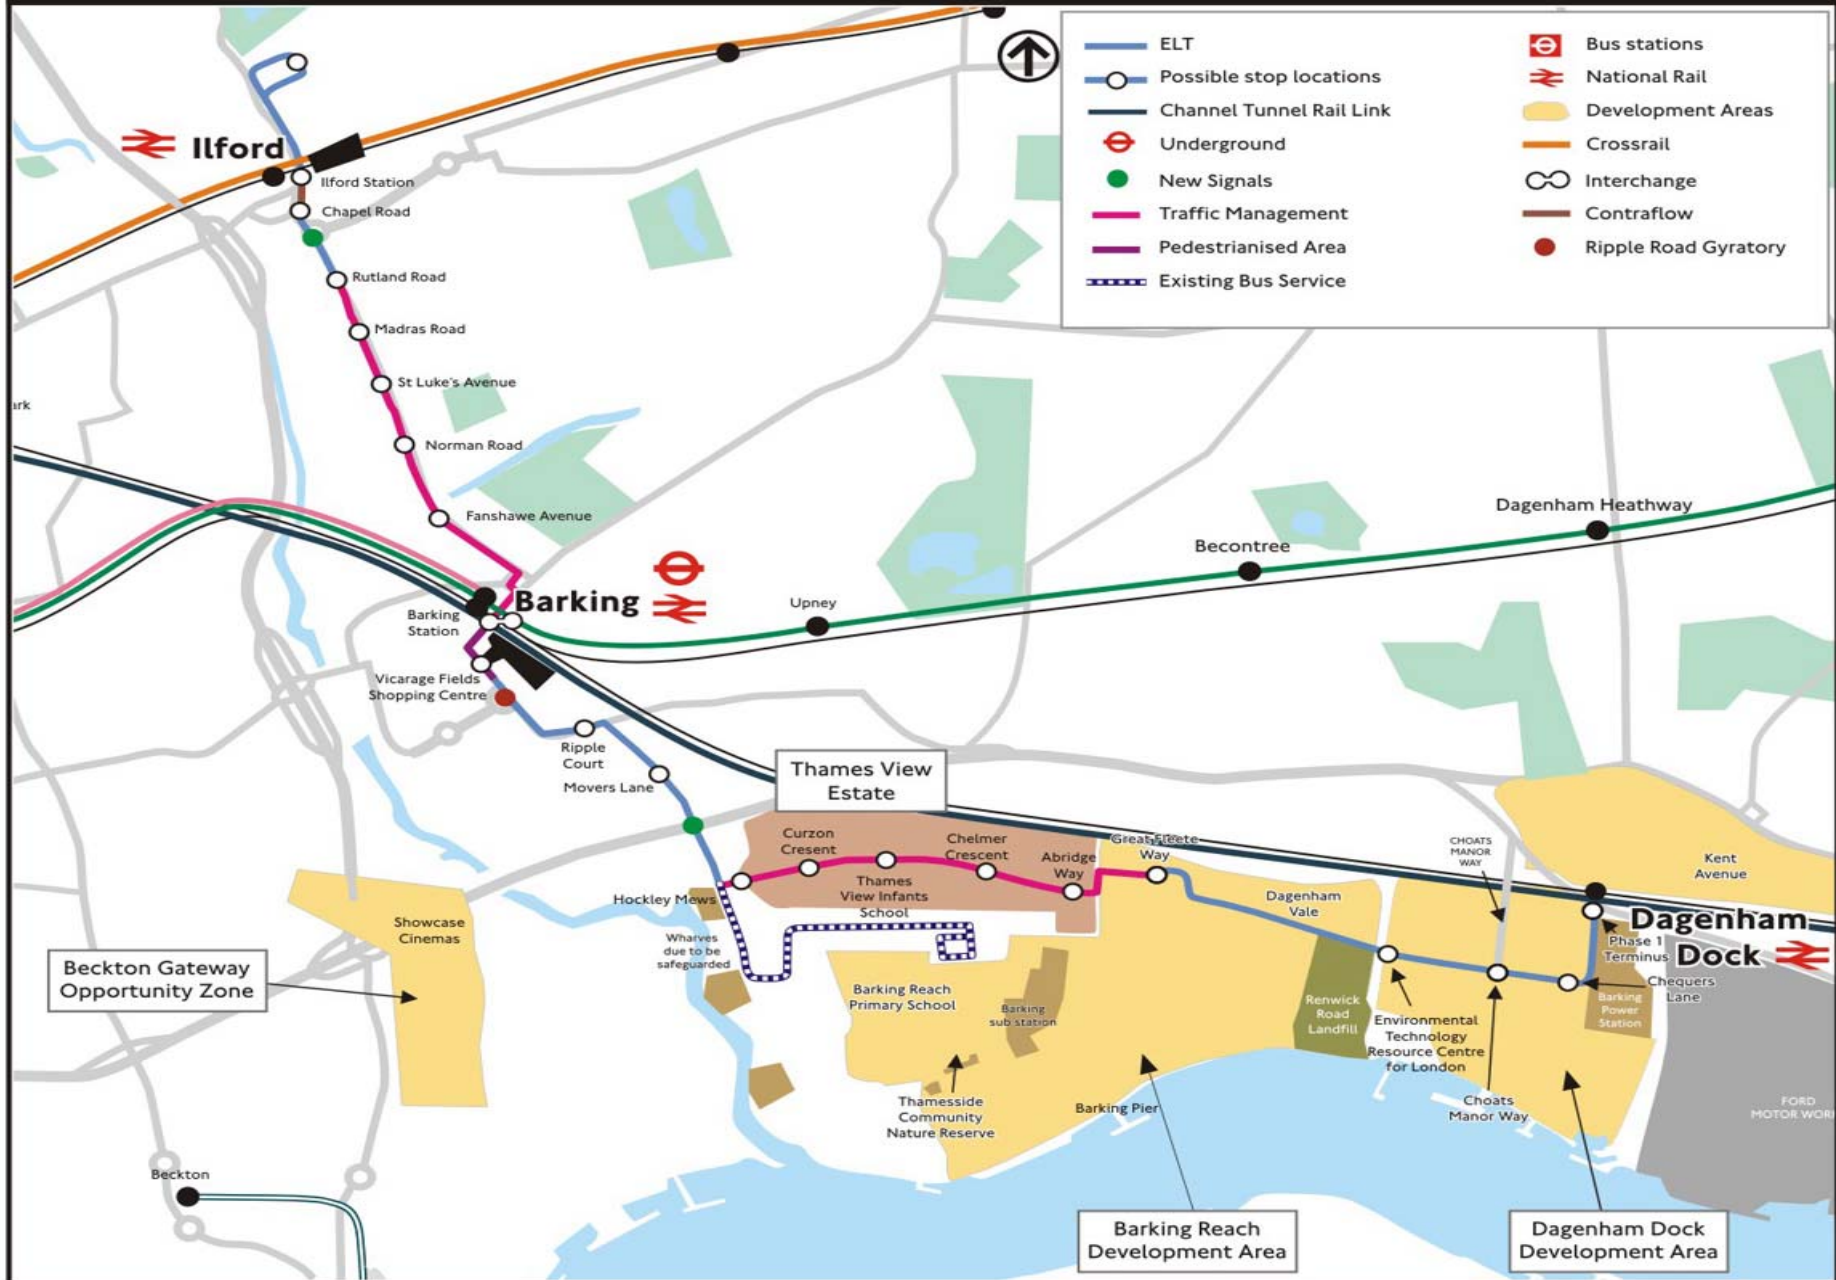 ELT
Possible stop locations
Channel Tunnel Rail Link
Underground
New Signals
Traffic Management
Pedestrianised Area
Existing Bus Service
Bus stations
National Rail
Development Areas
Crossrail
Interchange
Contraflow
Ripple Road Gyratory
Ilford
Ilford Station
Chapel Road
Rutland Road
Madras Road
St Luke's Avenue
ark
Norman Road
Fanshawe Avenue
Dagenham Heathway
Becontree
Upney
Barking
Barking
Station
Vicarage Fields
Shopping Centre
Ripple
Court
Movers Lane
Thames View
Estate
Curzon
Cresent
Chelmer
Crescent
Abridge
Way
Great Fleete
Way
Thames
View Infants
School
Hockley Mews
Wharves
due to be
safeguarded
CHOATS
MANOR
WAY
Kent
Avenue
Dagenham
Vale
Dagenham
Dock
Phase 1
Terminus
Chequers
Lane
Barking
Power
Station
Showcase
Cinemas
Beckton Gateway
Opportunity Zone
Barking Reach
Primary School
Barking
sub station
Renwick
Road
Landfill
Environmental
Technology
Resource Centre
for London
Thamesside
Community
Nature Reserve
Barking Pier
Choats
Manor Way
FORD
MOTOR WOR
Beckton
Barking Reach
Development Area
Dagenham Dock
Development Area